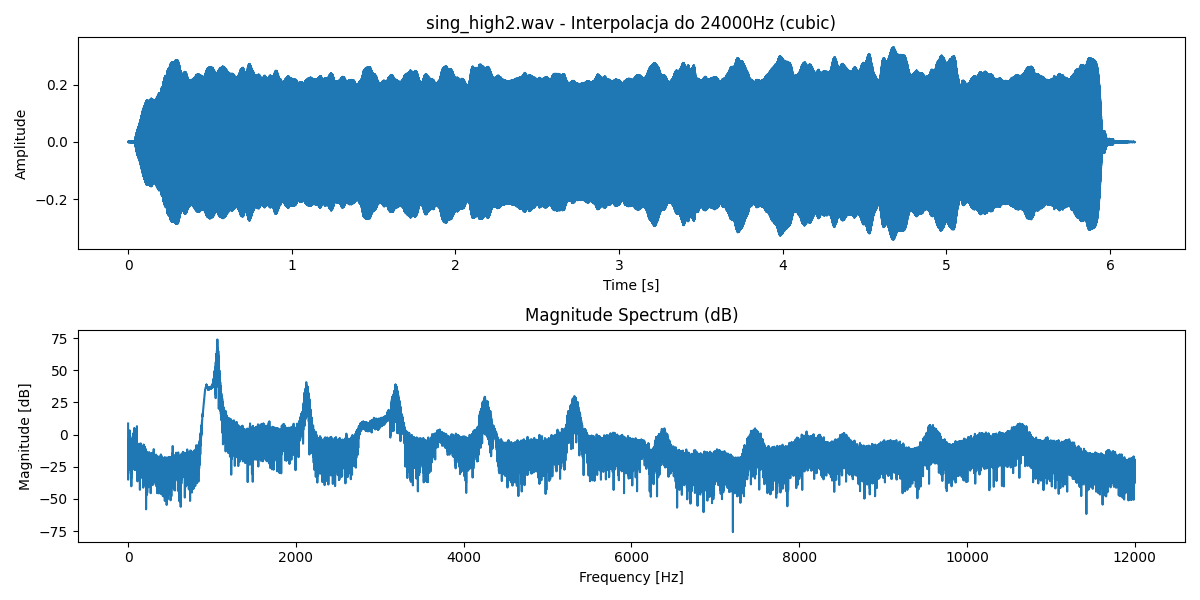 sing_high2.wav - Interpolacja do 24000Hz (cubic)
Amplitude
0.2
0.0
−0.2
0 1 2 3 4 5 6
Time [s]
Magnitude Spectrum (dB)
Magnitude [dB]
75
50
25
0
−25
−50
−75
0 2000 4000 6000 8000 10000 12000
Frequency [Hz]